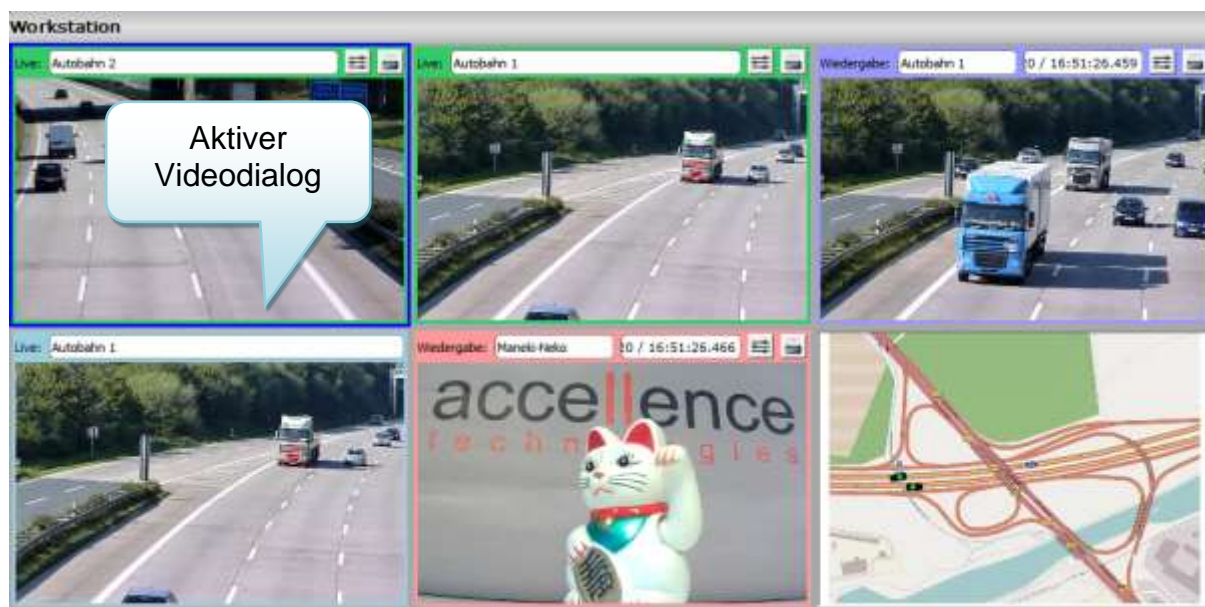 Workstation
Live: Autobahn 2
Live: Autobahn 1
Wiedergabe: Autobahn 1 20 / 16:51:26.459
Aktiver
Videodialog
Live: Autobahn 1
Wiedergabe: Maneki-Neko 20 / 16:51:26.466
accellence
technologies